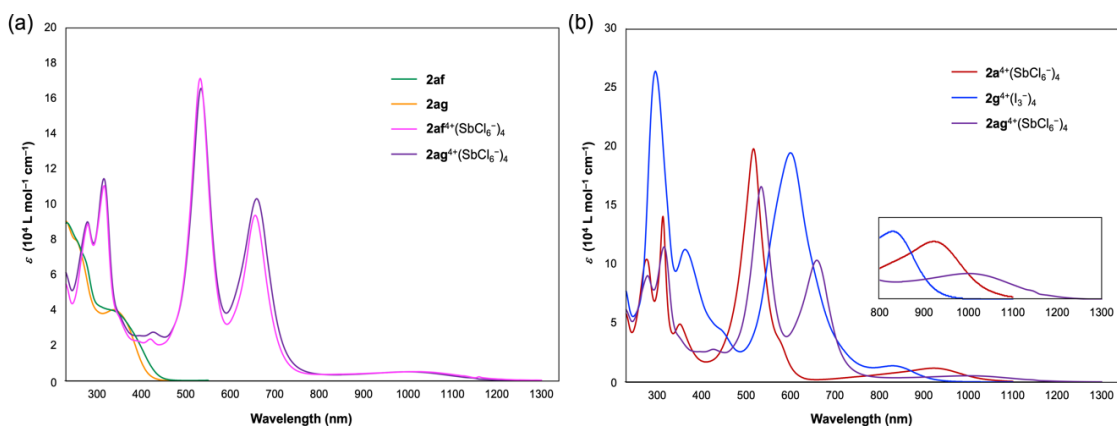 (a)
20
18
16
14
12
10
8
6
4
2
0
ε (10⁴ L mol⁻¹ cm⁻¹)
300 400 500 600 700 800 900 1000 1100 1200 1300
Wavelength (nm)
2af
2ag
2af⁴⁺(SbCl₆⁻)₄
2ag⁴⁺(SbCl₆⁻)₄
(b)
30
25
20
15
10
5
0
ε (10⁴ L mol⁻¹ cm⁻¹)
300 400 500 600 700 800 900 1000 1100 1200 1300
Wavelength (nm)
2a⁴⁺(SbCl₆⁻)₄
2g⁴⁺(I₃⁻)₄
2ag⁴⁺(SbCl₆⁻)₄
800 900 1000 1100 1200 1300